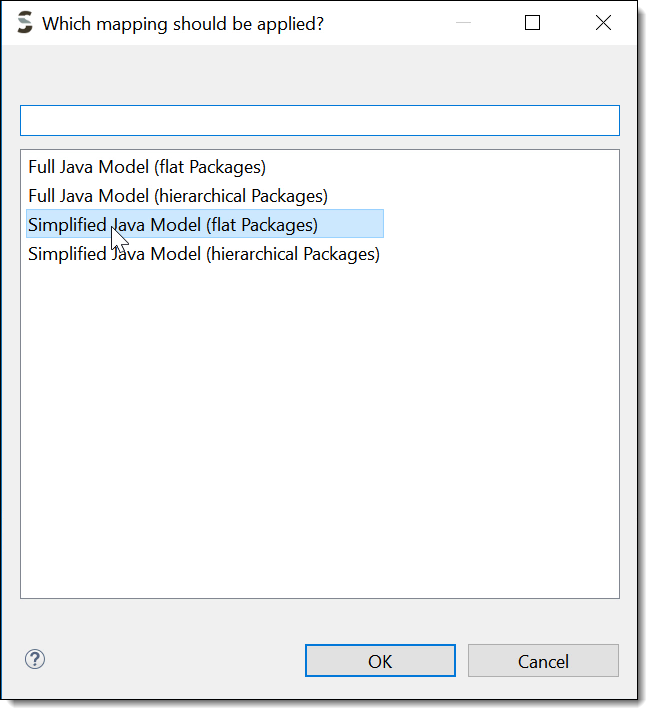 Which mapping should be applied?
Full Java Model (flat Packages)
Full Java Model (hierarchical Packages)
Simplified Java Model (flat Packages)
Simplified Java Model (hierarchical Packages)
?
OK
Cancel